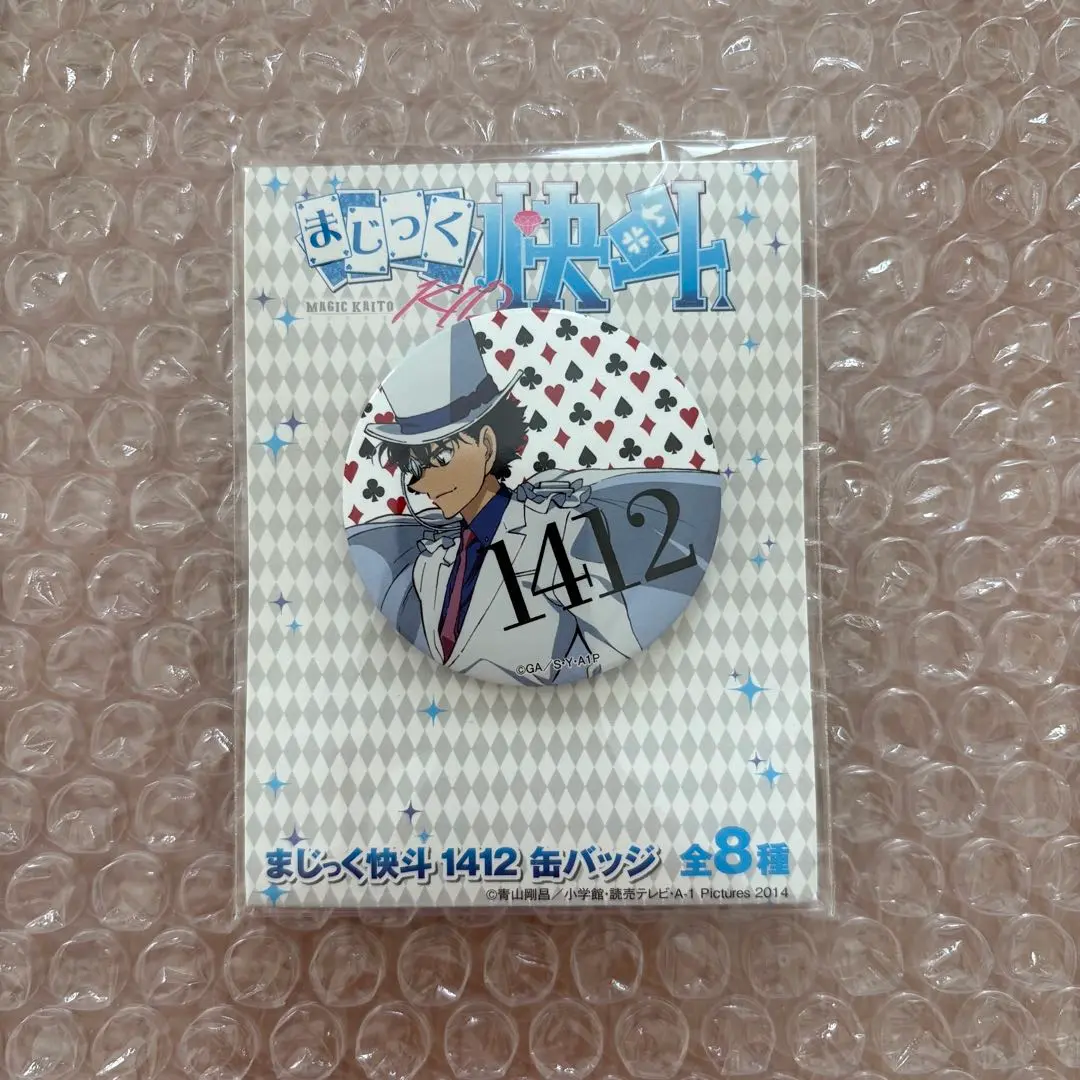 まじっく快斗
MAGIC KAITO
1412
©GA／S・Y・A1P
まじっく快斗 1412 缶バッジ 全8種
©青山剛昌／小学館・読売テレビ・A-1 Pictures 2014